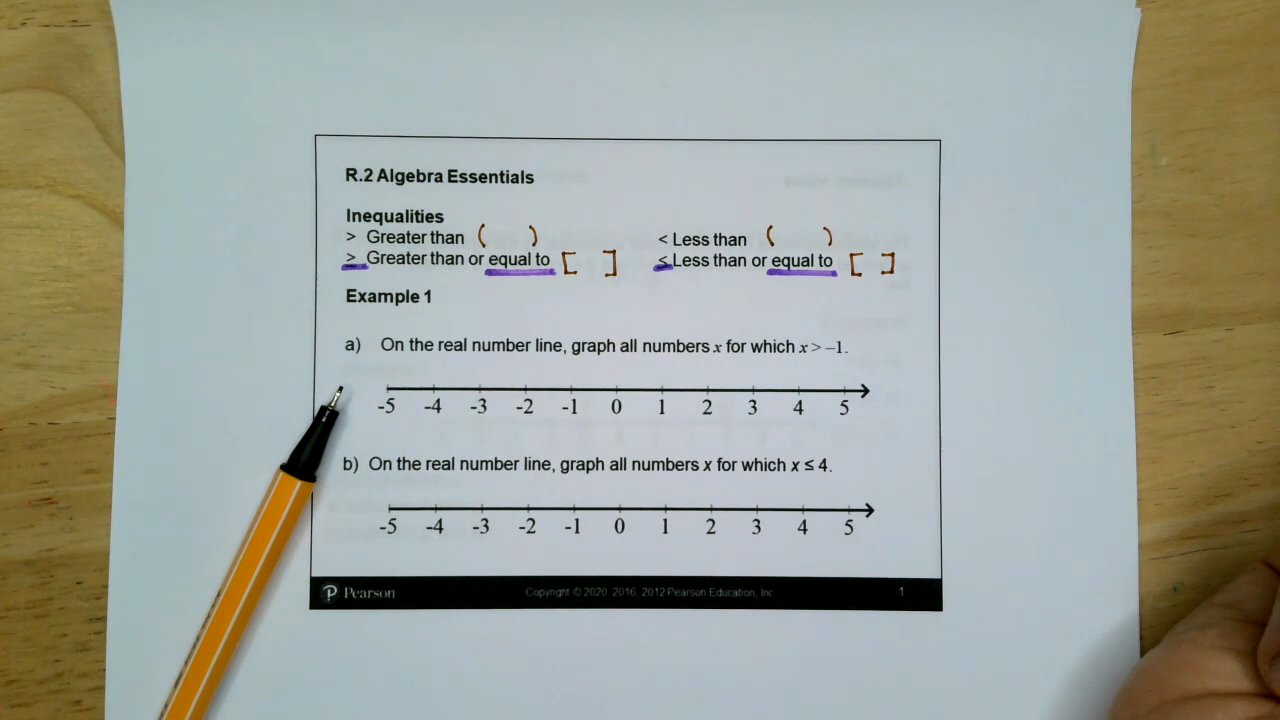 R.2 Algebra Essentials
Inequalities
> Greater than ( ) < Less than ( )
≥ Greater than or equal to [ ] ≤ Less than or equal to [ ]
Example 1
a) On the real number line, graph all numbers x for which x > −1.
-5 -4 -3 -2 -1 0 1 2 3 4 5
b) On the real number line, graph all numbers x for which x ≤ 4.
-5 -4 -3 -2 -1 0 1 2 3 4 5
P Pearson Copyright © 2020, 2016, 2012 Pearson Education, Inc 1